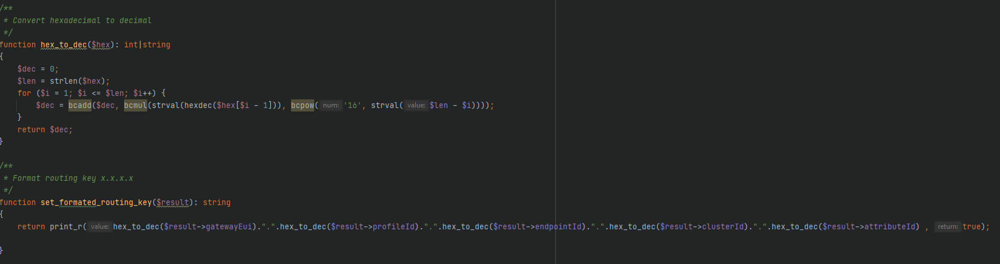 /**
 * Convert hexadecimal to decimal
 */
function hex_to_dec($hex): int|string
{
    $dec = 0;
    $len = strlen($hex);
    for ($i = 1; $i <= $len; $i++) {
        $dec = bcadd($dec, bcmul(strval(hexdec($hex[$i - 1])), bcpow( num: '16', strval( value: $len - $i))));
    }
    return $dec;
}
/**
 * Format routing key x.x.x.x
 */
function set_formated_routing_key($result): string
{
    return print_r( value: hex_to_dec($result->gatewayEui).".".hex_to_dec($result->profileId).".".hex_to_dec($result->endpointId).".".hex_to_dec($result->clusterId).".".hex_to_dec($result->attributeId) , return: true);
}